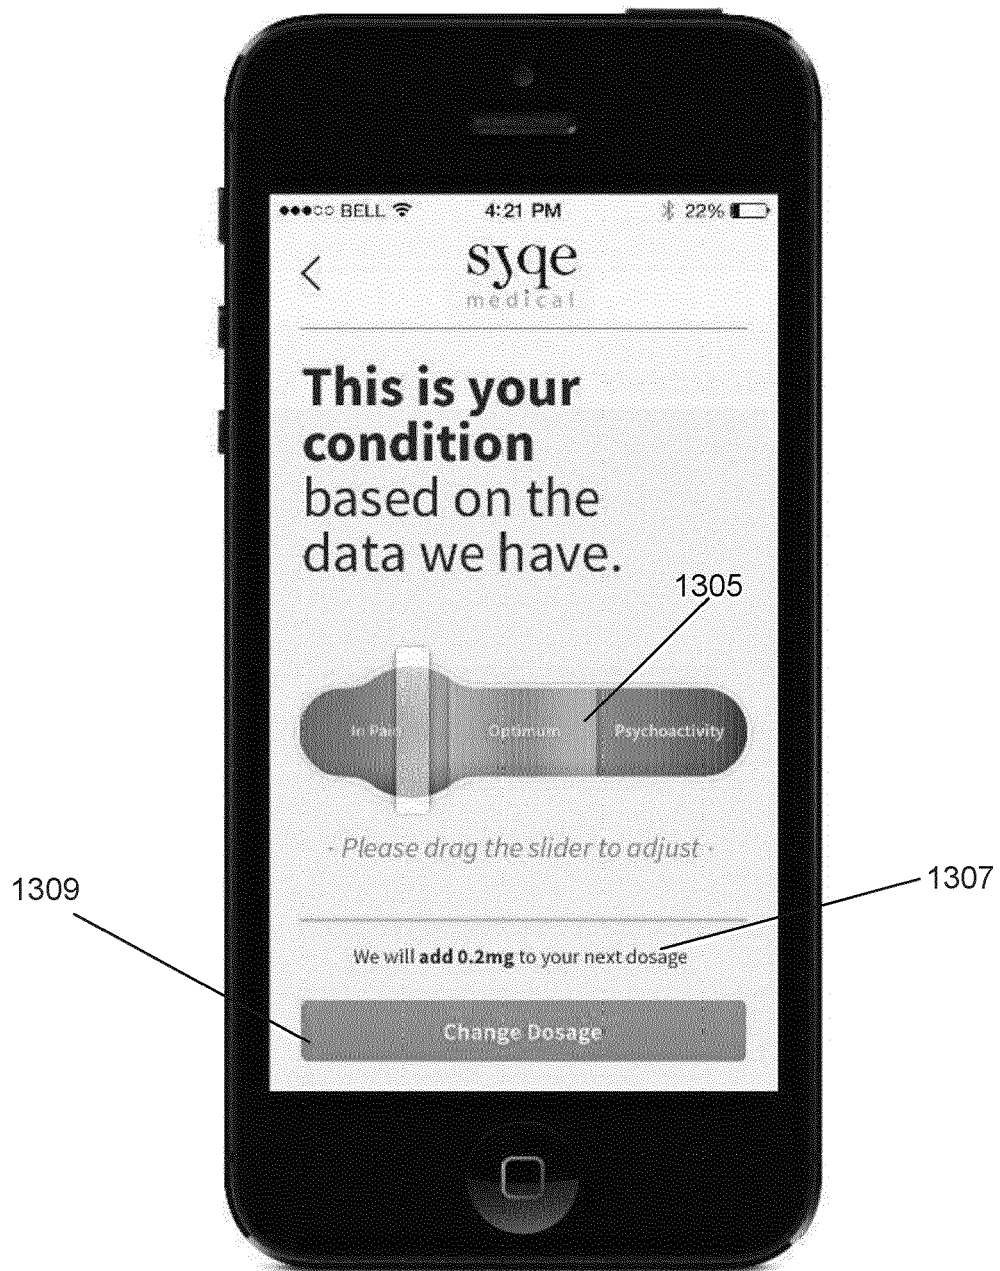 BELL 4:21 PM 22%
syqe
medical
This is your
condition
based on the
data we have.
1305
In Pain Optimum Psychoactivity
· Please drag the slider to adjust ·
1309
1307
We will add 0.2mg to your next dosage
Change Dosage